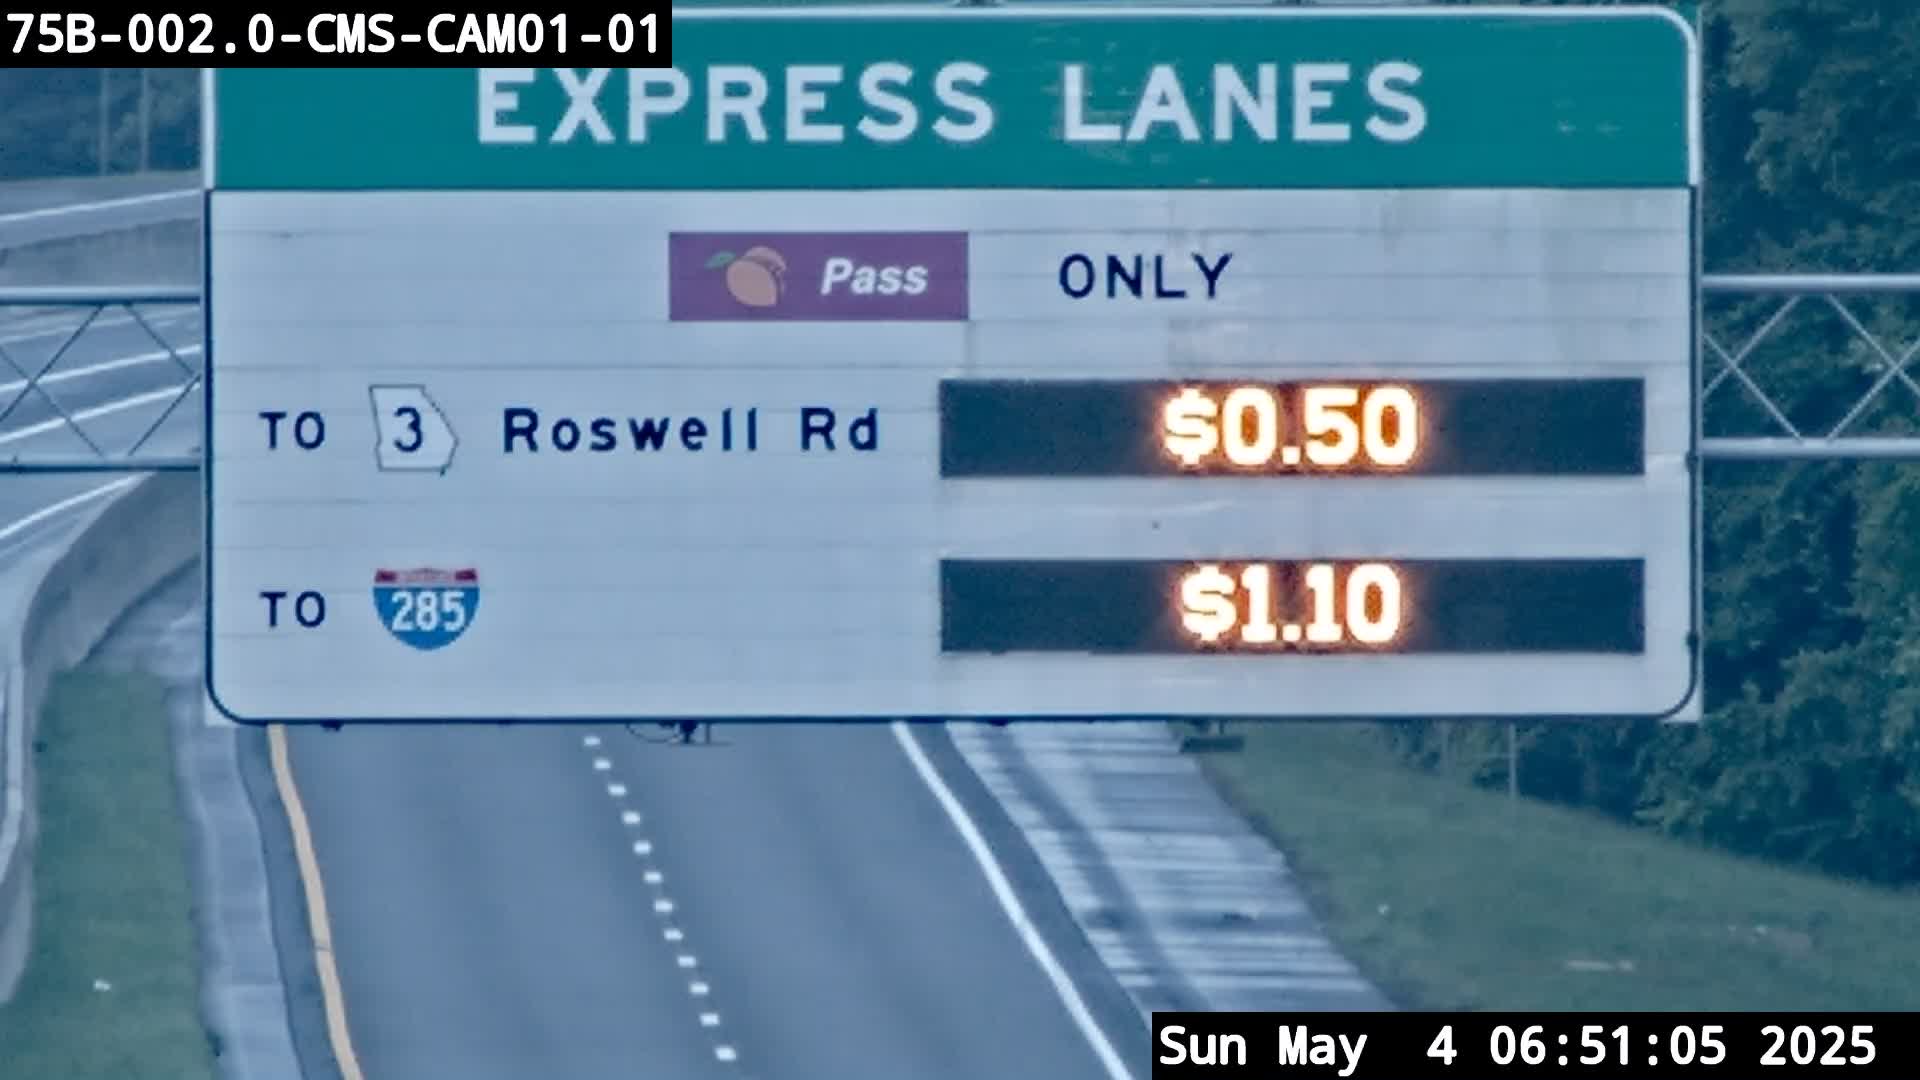 75B-002.0-CMS-CAM01-01
EXPRESS LANES
Pass ONLY
TO 3 Roswell Rd $0.50
TO 285 $1.10
Sun May 4 06:51:05 2025